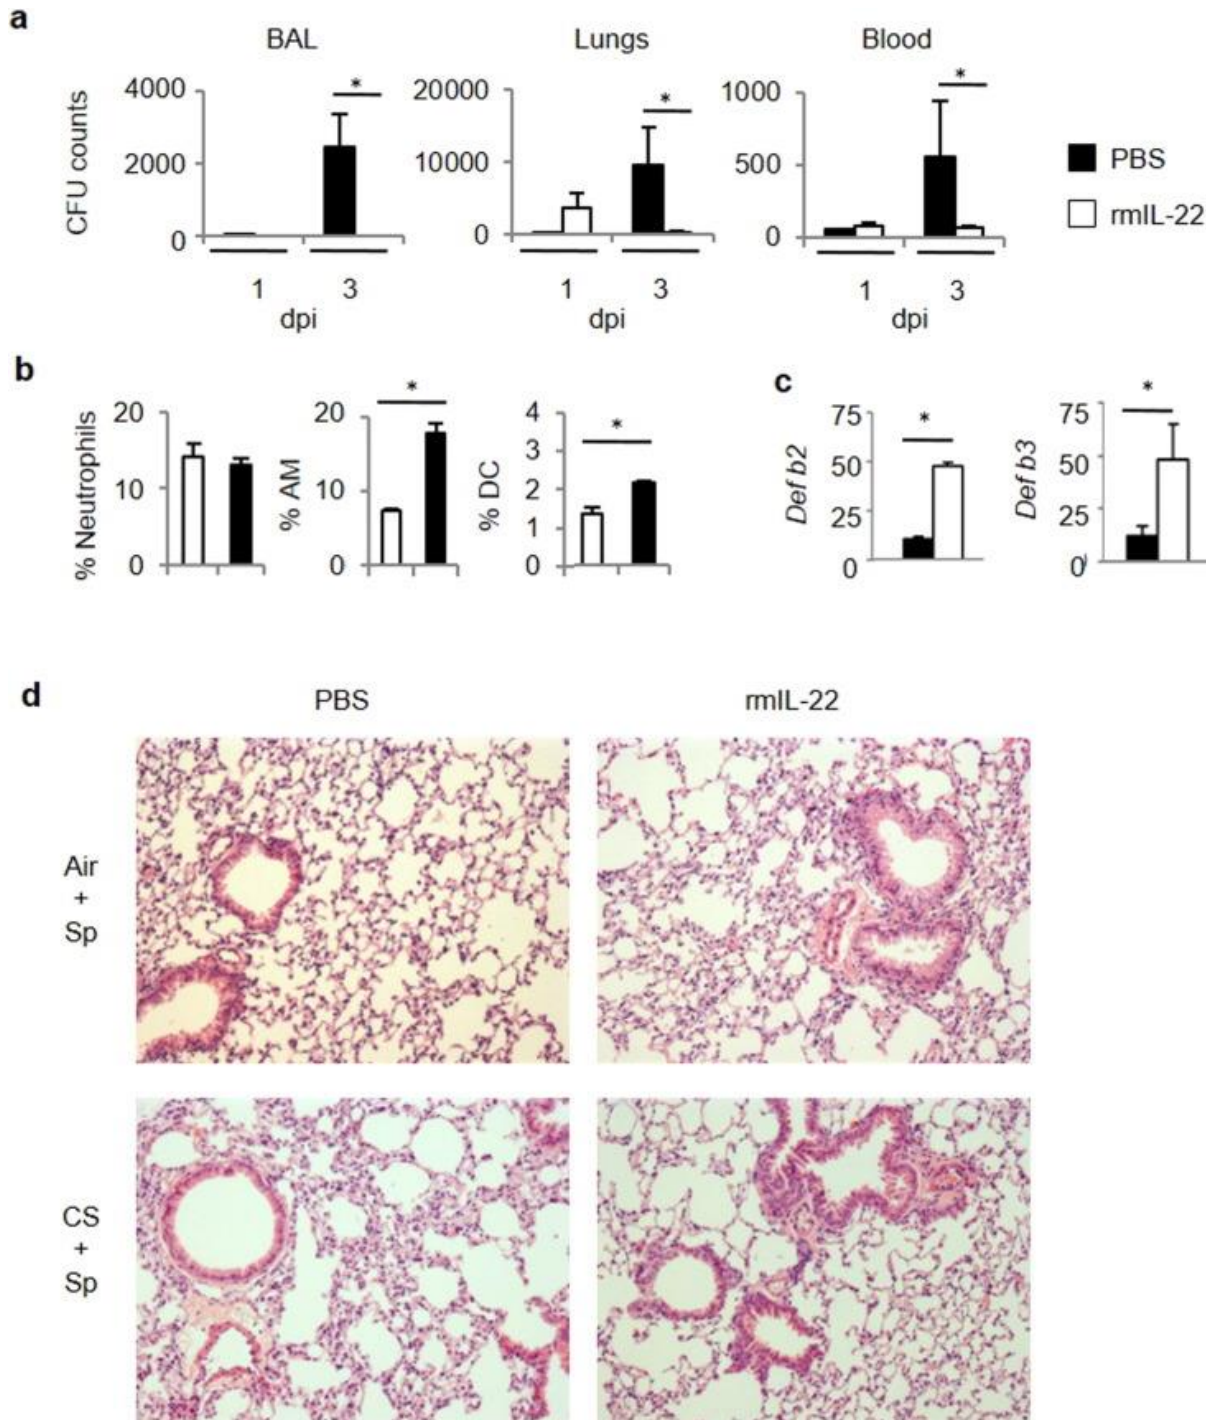 a
BAL
Lungs
Blood
CFU counts
4000
2000
0
20000
10000
0
1000
500
0
*
*
*
PBS
rmIL-22
1 3
dpi
1 3
dpi
1 3
dpi
b
% Neutrophils
20
10
0
% AM
20
10
0
*
% DC
4
3
2
1
0
*
c
Def b2
75
50
25
0
*
Def b3
75
50
25
0
*
d
PBS
rmIL-22
Air
+
Sp
CS
+
Sp